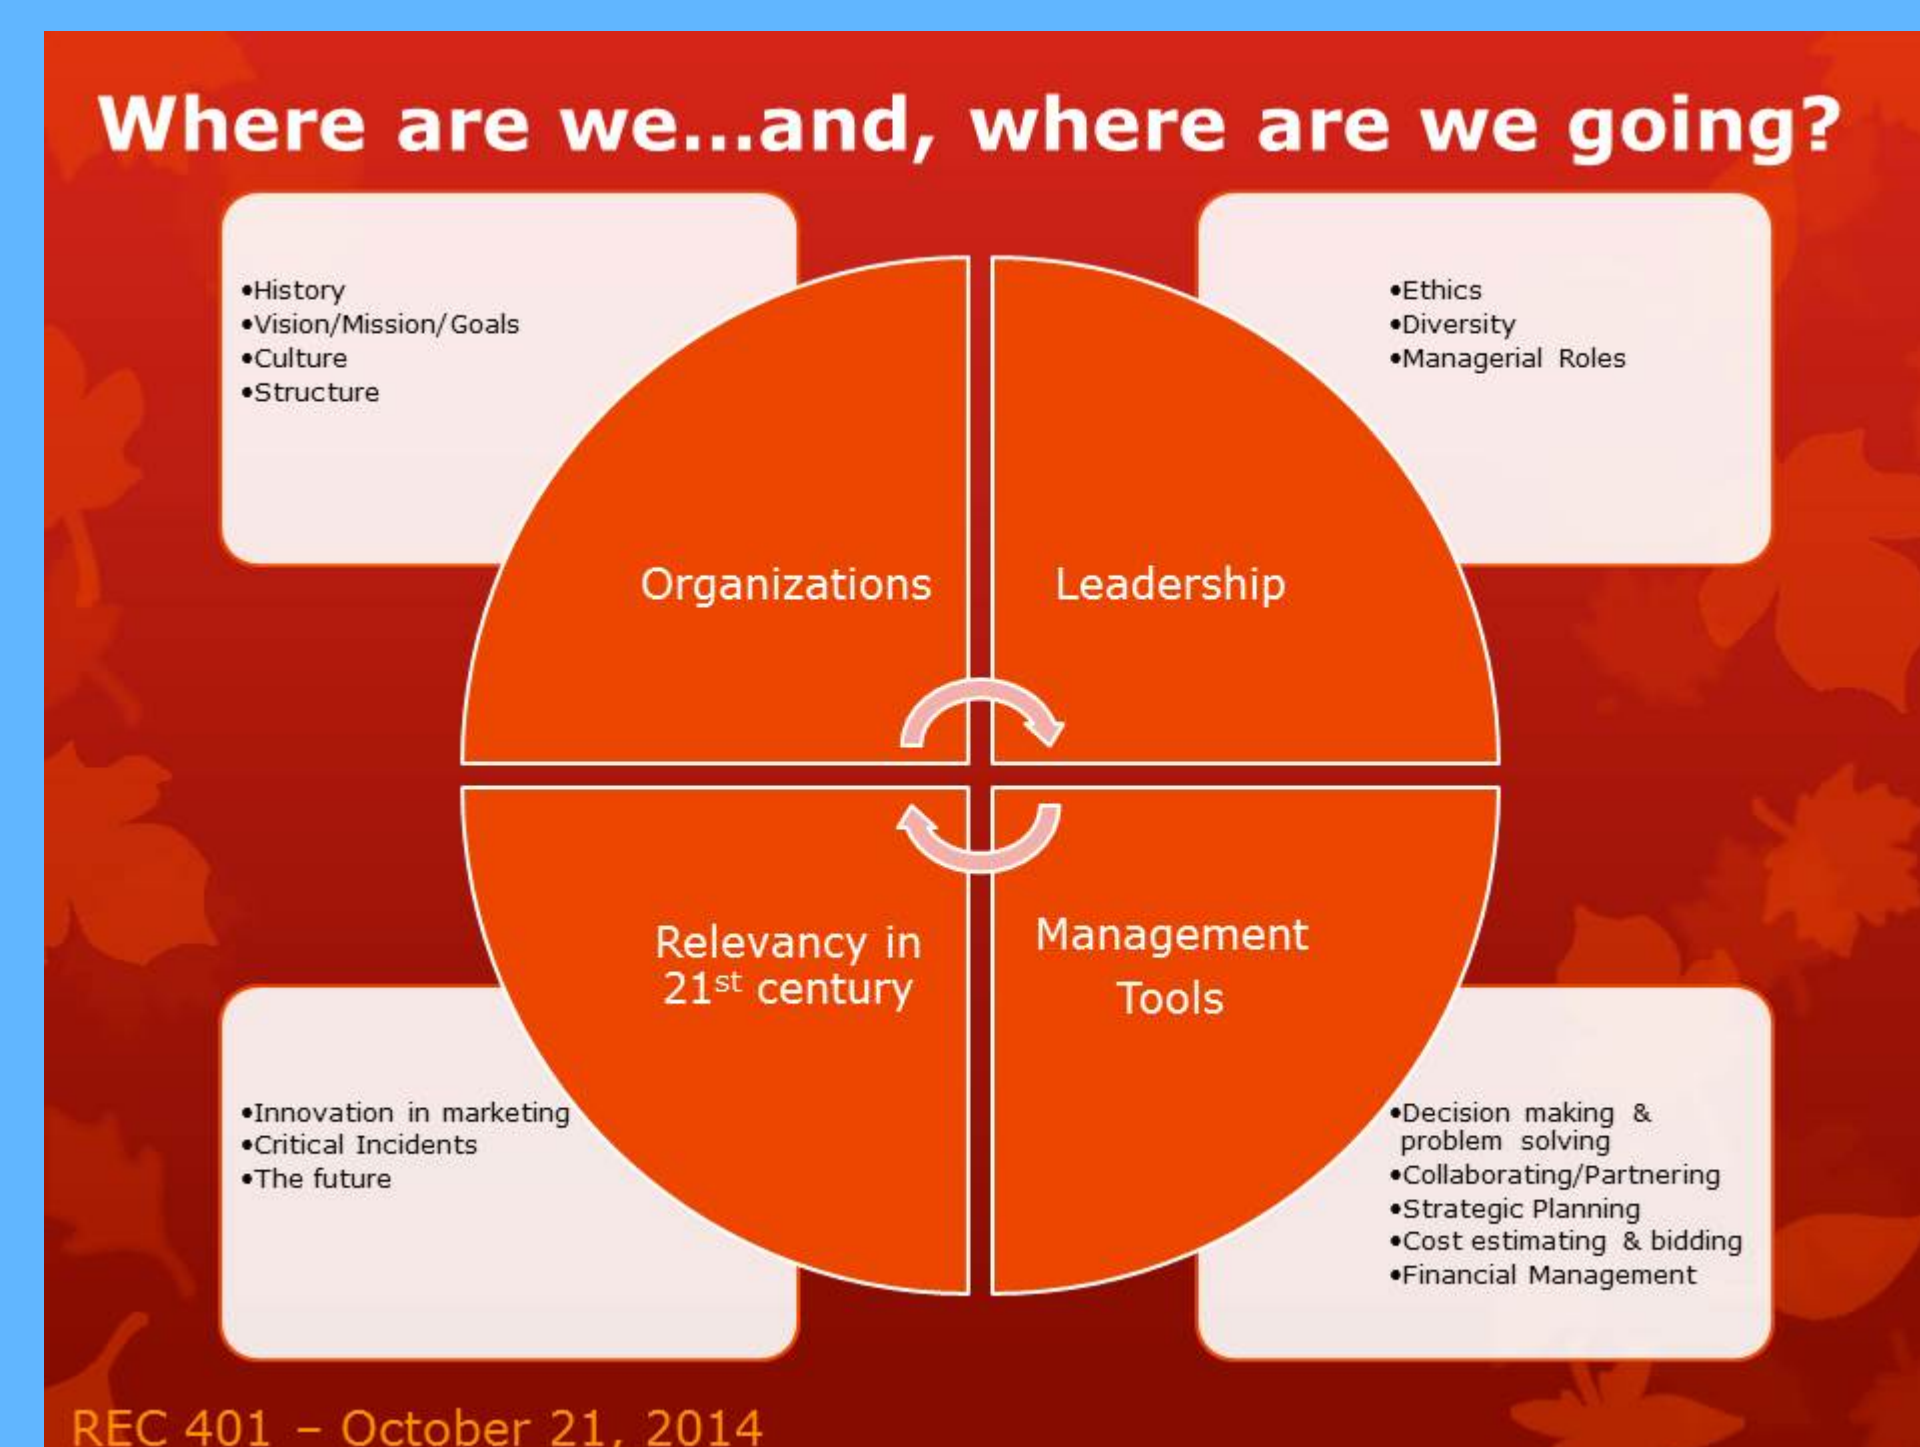 Where are we...and, where are we going?
•History
•Vision/Mission/Goals
•Culture
•Structure
•Ethics
•Diversity
•Managerial Roles
Organizations
Leadership
Relevancy in
21st century
Management
Tools
•Innovation in marketing
•Critical Incidents
•The future
•Decision making &
problem solving
•Collaborating/Partnering
•Strategic Planning
•Cost estimating & bidding
•Financial Management
REC 401 – October 21, 2014